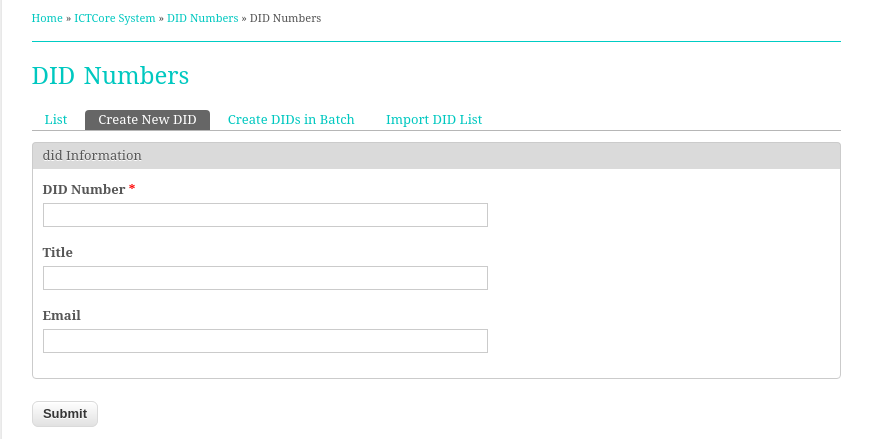 Home » ICTCore System » DID Numbers » DID Numbers
DID Numbers
List Create New DID Create DIDs in Batch Import DID List
did Information
DID Number *
Title
Email
Submit